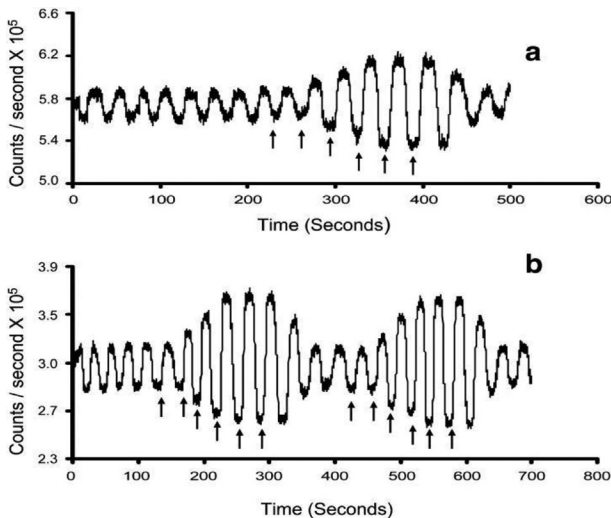 a
Counts / second X 10⁵
6.6
6.2
5.8
5.4
5.0
0 100 200 300 400 500 600
Time (Seconds)
b
Counts / second X 10⁵
3.9
3.5
3.0
2.7
2.3
0 100 200 300 400 500 600 700 800
Time (Seconds)